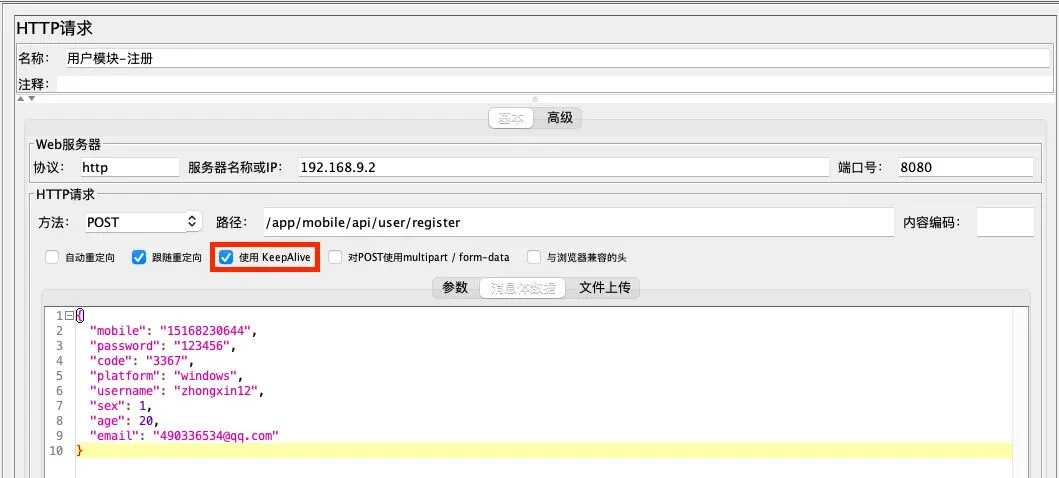 HTTP请求
名称： 用户模块-注册
注释：
基本 高级
Web服务器
协议： http 服务器名称或IP： 192.168.9.2 端口号： 8080
HTTP请求
方法： POST 路径： /app/mobile/api/user/register 内容编码：
自动重定向 跟随重定向 使用 KeepAlive 对POST使用multipart / form-data 与浏览器兼容的头
参数 消息体数据 文件上传
1 {
2 "mobile": "15168230644",
3 "password": "123456",
4 "code": "3367",
5 "platform": "windows",
6 "username": "zhongxin12",
7 "sex": 1,
8 "age": 20,
9 "email": "490336534@qq.com"
10 }